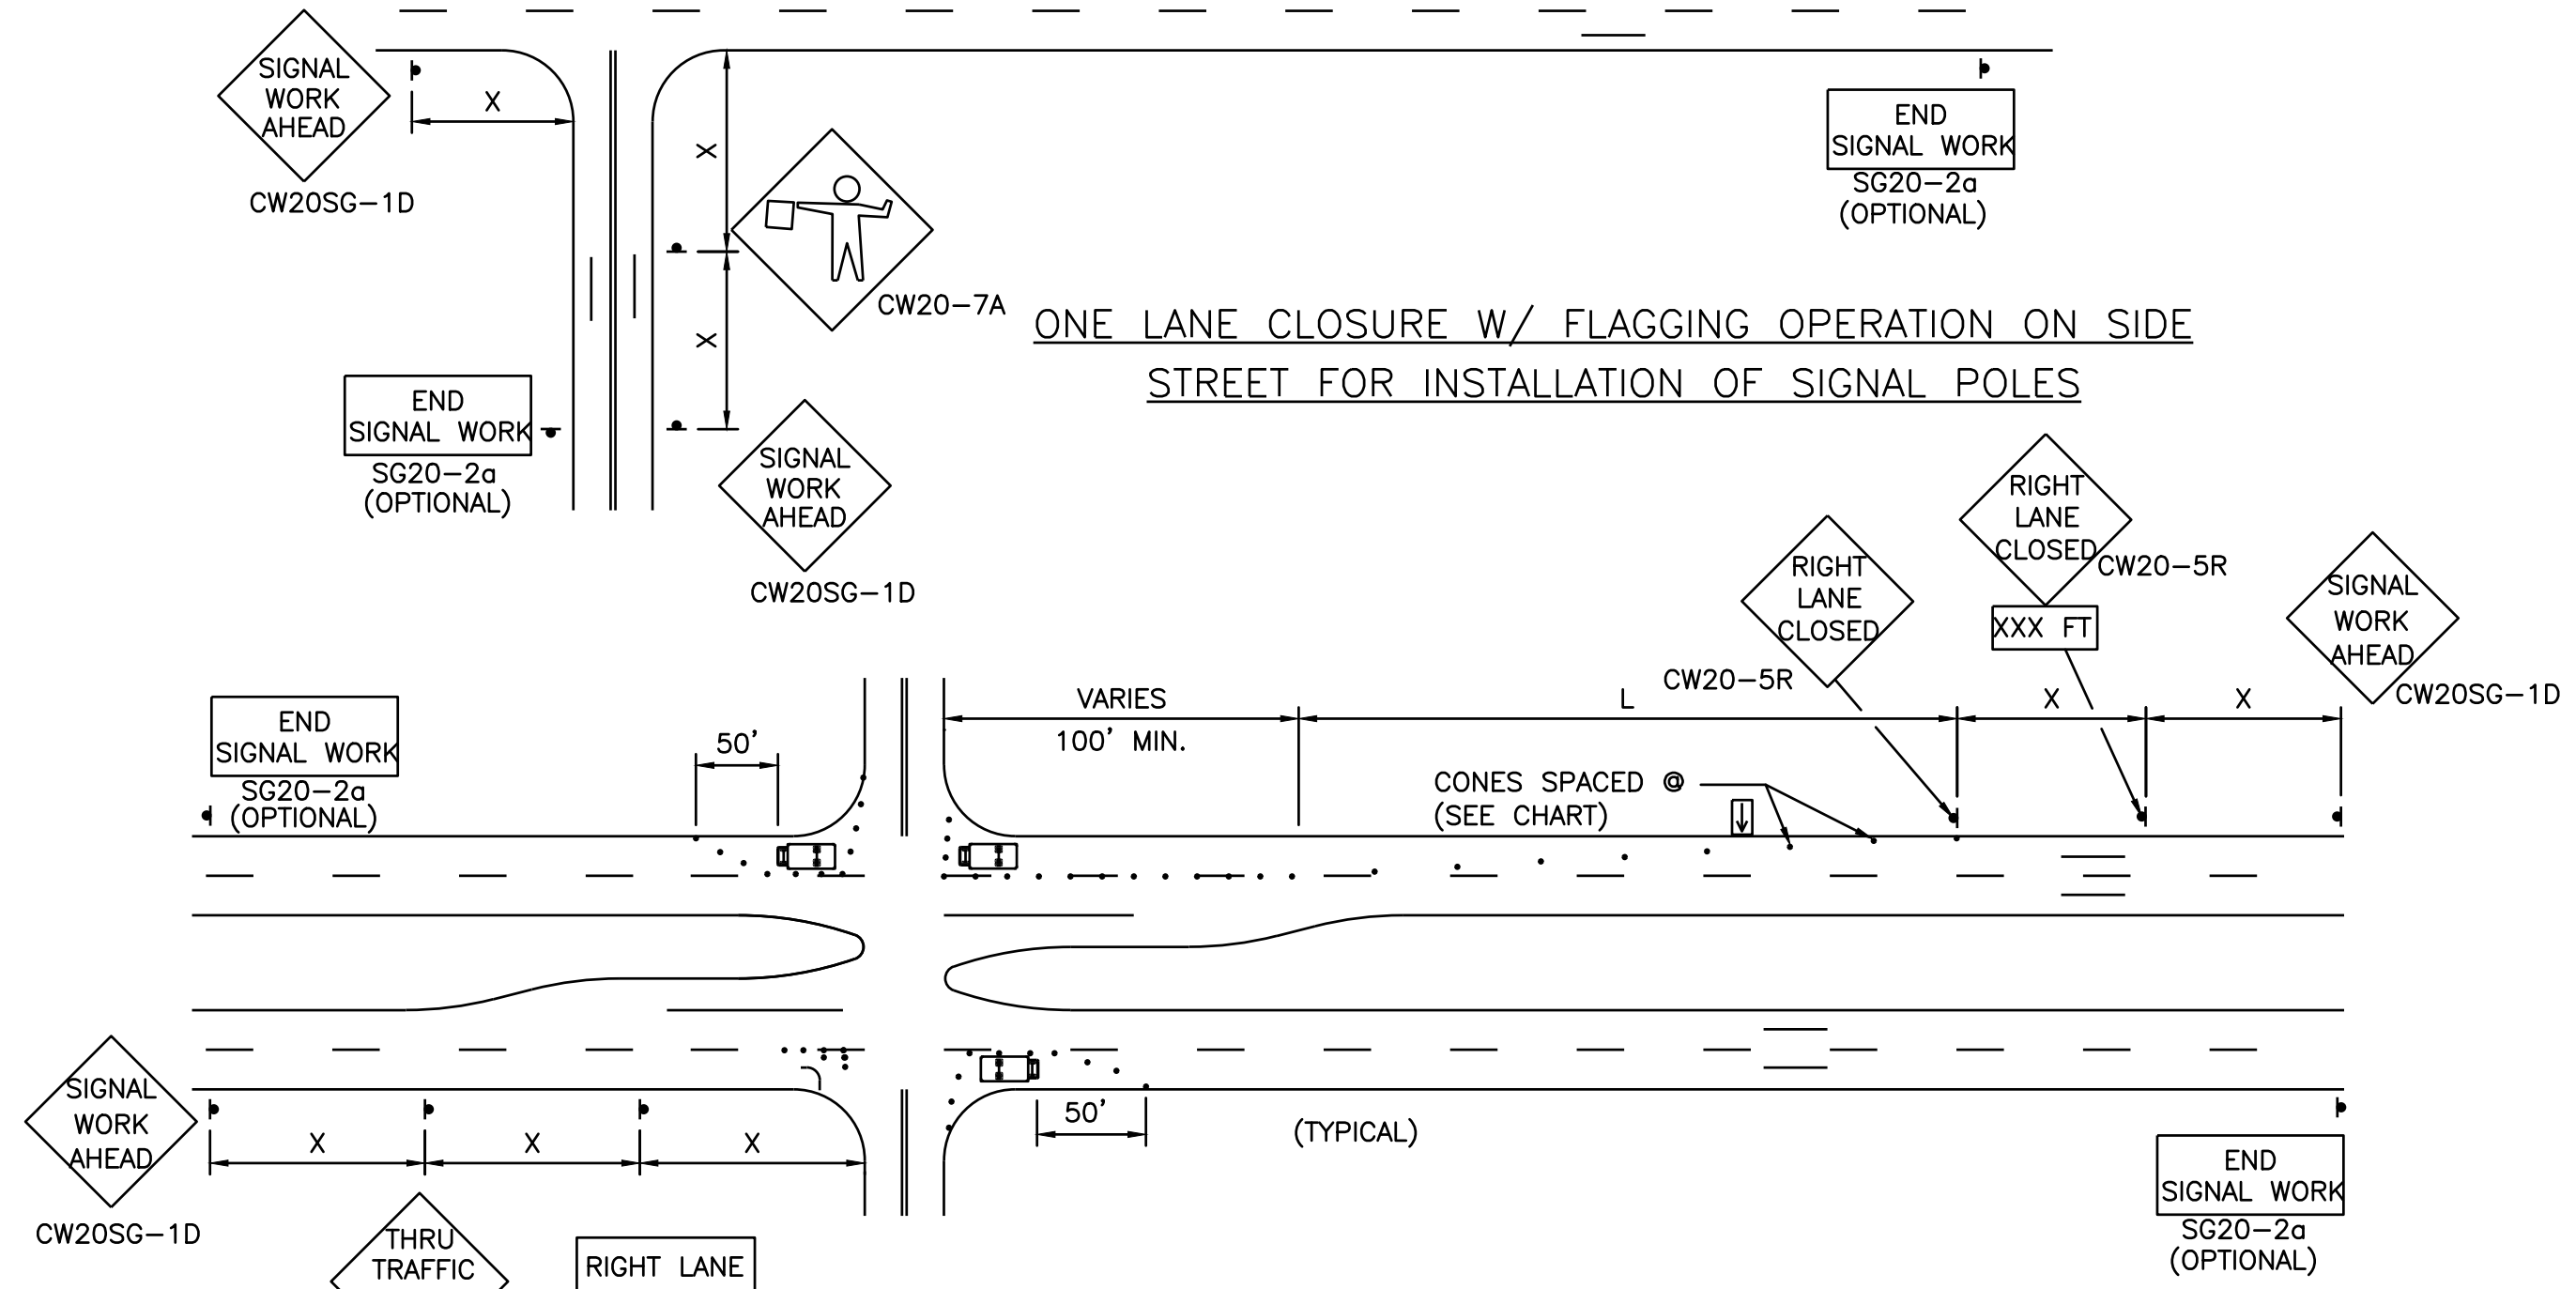 SIGNAL
WORK
AHEAD
CW20SG-1D
X
X
CW20-7A
X
END
SIGNAL WORK
SG20-2a
(OPTIONAL)
ONE LANE CLOSURE W/ FLAGGING OPERATION ON SIDE
STREET FOR INSTALLATION OF SIGNAL POLES
END
SIGNAL WORK
SG20-2a
(OPTIONAL)
SIGNAL
WORK
AHEAD
CW20SG-1D
RIGHT
LANE
CLOSED
CW20-5R
RIGHT
LANE
CLOSED
CW20-5R
XXX FT
SIGNAL
WORK
AHEAD
CW20SG-1D
END
SIGNAL WORK
SG20-2a
(OPTIONAL)
50'
VARIES
100' MIN.
L
X
X
CONES SPACED @
(SEE CHART)
SIGNAL
WORK
AHEAD
CW20SG-1D
X
X
X
50'
(TYPICAL)
END
SIGNAL WORK
SG20-2a
(OPTIONAL)
THRU
TRAFFIC
RIGHT LANE